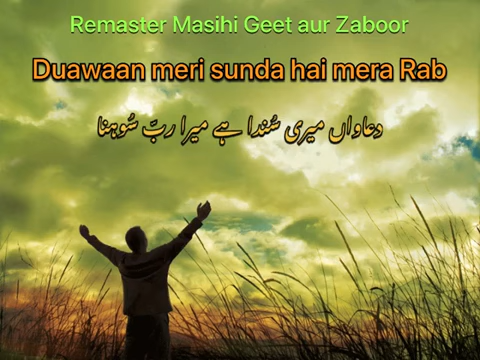 Remaster Masihi Geet aur Zaboor
Duawaan meri sunda hai mera Rab
دعاواں میری سُندا ہے میرا ربّ سُوہنا